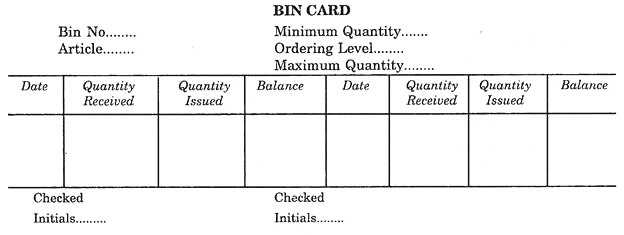 BIN CARD
Bin No........ Minimum Quantity.......
Article........ Ordering Level........
Maximum Quantity........
Date Quantity Received Quantity Issued Balance Date Quantity Received Quantity Issued Balance
Checked Checked
Initials......... Initials........